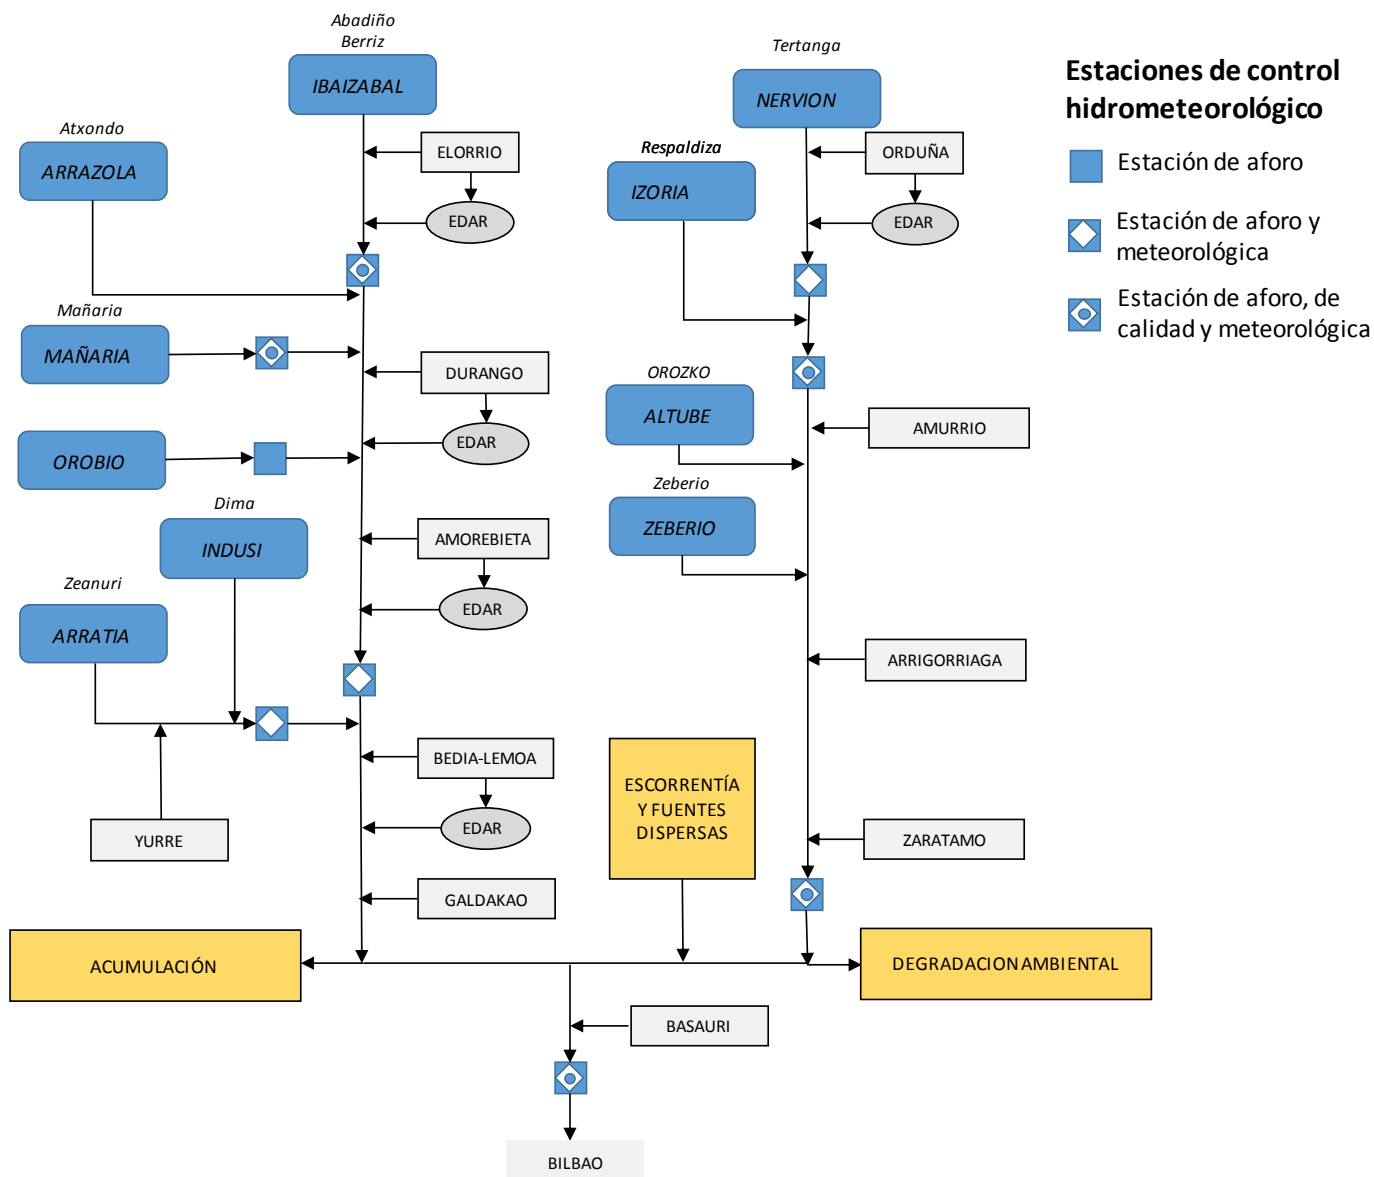 Abadiño
Berriz
IBAIZABAL
Tertanga
NERVION
Estaciones de control
hidrometeorológico
Estación de aforo
Estación de aforo y
meteorológica
Estación de aforo, de
calidad y meteorológica
Atxondo
ARRAZOLA
ELORRIO
EDAR
Respaldiza
IZORIA
ORDUÑA
EDAR
Mañaria
MAÑARIA
DURANGO
EDAR
OROZKO
ALTUBE
AMURRIO
OROBIO
Dima
INDUSI
AMOREBIETA
EDAR
Zeberio
ZEBERIO
Zeanuri
ARRATIA
ARRIGORRIAGA
BEDIA-LEMOA
EDAR
YURRE
ESCORRENTÍA
Y FUENTES
DISPERSAS
ZARATAMO
GALDAKAO
ACUMULACIÓN
DEGRADACION AMBIENTAL
BASAURI
BILBAO